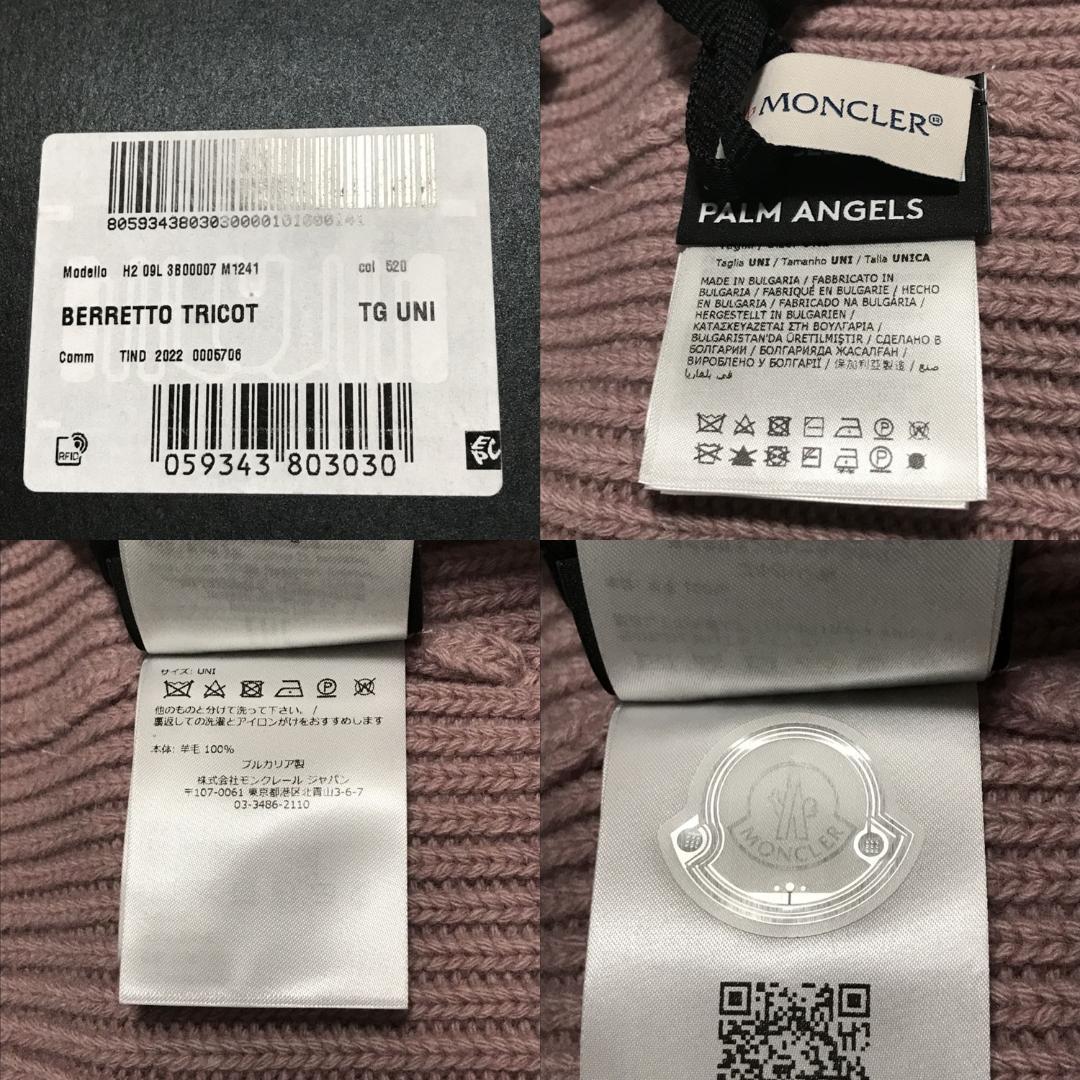 Modello H2 09L 3B00007 M1241 col 520
BERRETTO TRICOT TG UNI
Comm TIND 2022 0005706
RFID
059343 803030
MONCLER®
PALM ANGELS
Taglia UNI / Tamanho UNI / Talla UNICA
MADE IN BULGARIA / FABBRICATO IN
BULGARIA / FABRIQUÉ EN BULGARIE / HECHO
EN BULGARIA / FABRICADO NA BULGÁRIA /
HERGESTELLT IN BULGARIEN /
ΚΑΤΑΣΚΕΥΑΖΕΤΑΙ ΣΤΗ ΒΟΥΛΓΑΡΙΑ /
BULGARISTAN'DA ÜRETİLMİŞTİR / СДЕЛАНО В
БОЛГАРИИ / БОЛГАРИЯДА ЖАСАЛҒАН /
ВИРОБЛЕНО У БОЛГАРІЇ / 保加利亞製造 / صنع
في بلغاريا
サイズ: UNI
他のものと分けて洗って下さい。 /
裏返しての洗濯とアイロンがけをおすすめします
。
本体: 羊毛 100%
ブルガリア製
株式会社モンクレール ジャパン
〒107-0061 東京都港区北青山3-6-7
03-3486-2110
MONCLER